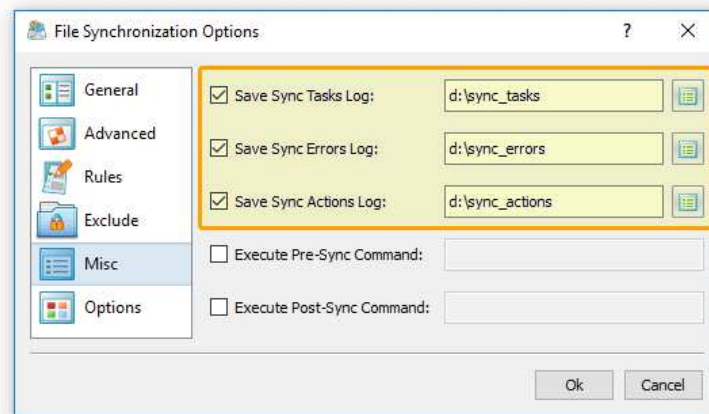 File Synchronization Options
?
General
Advanced
Rules
Exclude
Misc
Options
Save Sync Tasks Log: d:\sync_tasks
Save Sync Errors Log: d:\sync_errors
Save Sync Actions Log: d:\sync_actions
Execute Pre-Sync Command:
Execute Post-Sync Command:
Ok Cancel